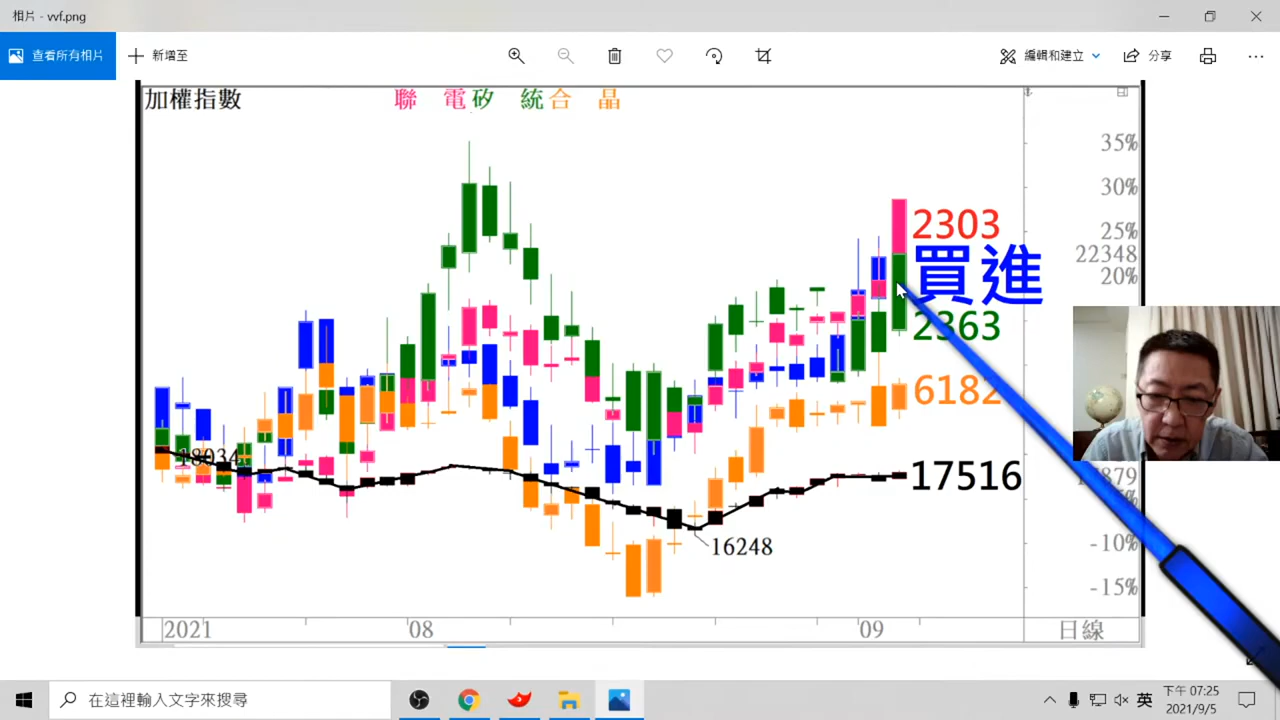 相片 - vvf.png
查看所有相片
新增至
編輯和建立
分享
加權指數
聯 電 矽 統 合 晶
35%
30%
2303
25%
22348
買進
20%
2363
6182
18034
17516
16248
-10%
-15%
2021
08
09
日線
在這裡輸入文字來搜尋
英
下午 07:25
2021/9/5